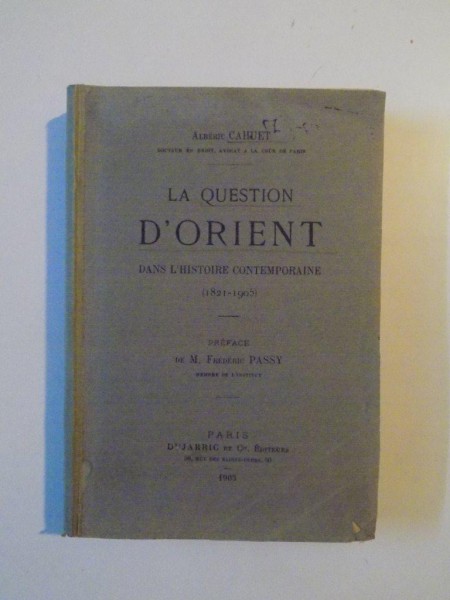 Albéric CAHUET
DOCTEUR EN DROIT, AVOCAT A LA COUR DE PARIS
LA QUESTION
D'ORIENT
DANS L'HISTOIRE CONTEMPORAINE
(1821-1905)
PRÉFACE
DE M. Frédéric PASSY
MEMBRE DE L'INSTITUT
PARIS
DUJARRIC et Cie, Éditeurs
1905